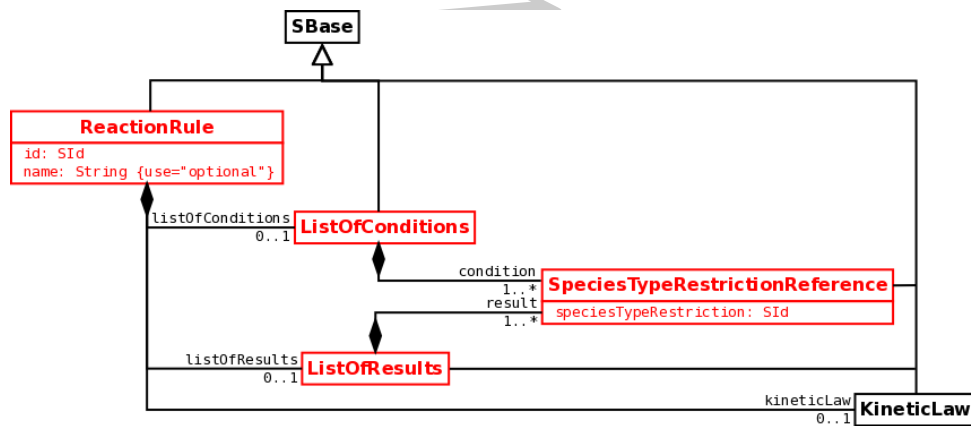 SBase
ReactionRule
id: SId
name: String {use="optional"}
listOfConditions
0..1
ListOfConditions
condition
1..*
SpeciesTypeRestrictionReference
speciesTypeRestriction: SId
result
1..*
listOfResults
0..1
ListOfResults
kineticLaw
0..1
KineticLaw